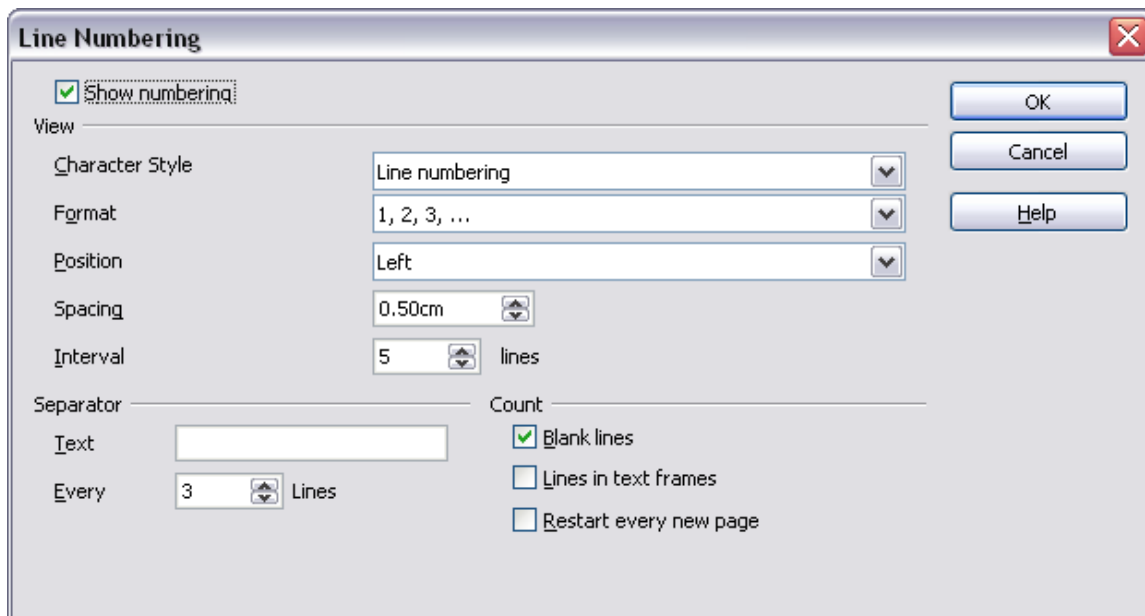 Line Numbering
Show numbering
OK
View
Cancel
Character Style
Line numbering
Format
1, 2, 3, ...
Help
Position
Left
Spacing
0.50cm
Interval
5
lines
Separator
Count
Text
Blank lines
Every
3
Lines
Lines in text frames
Restart every new page